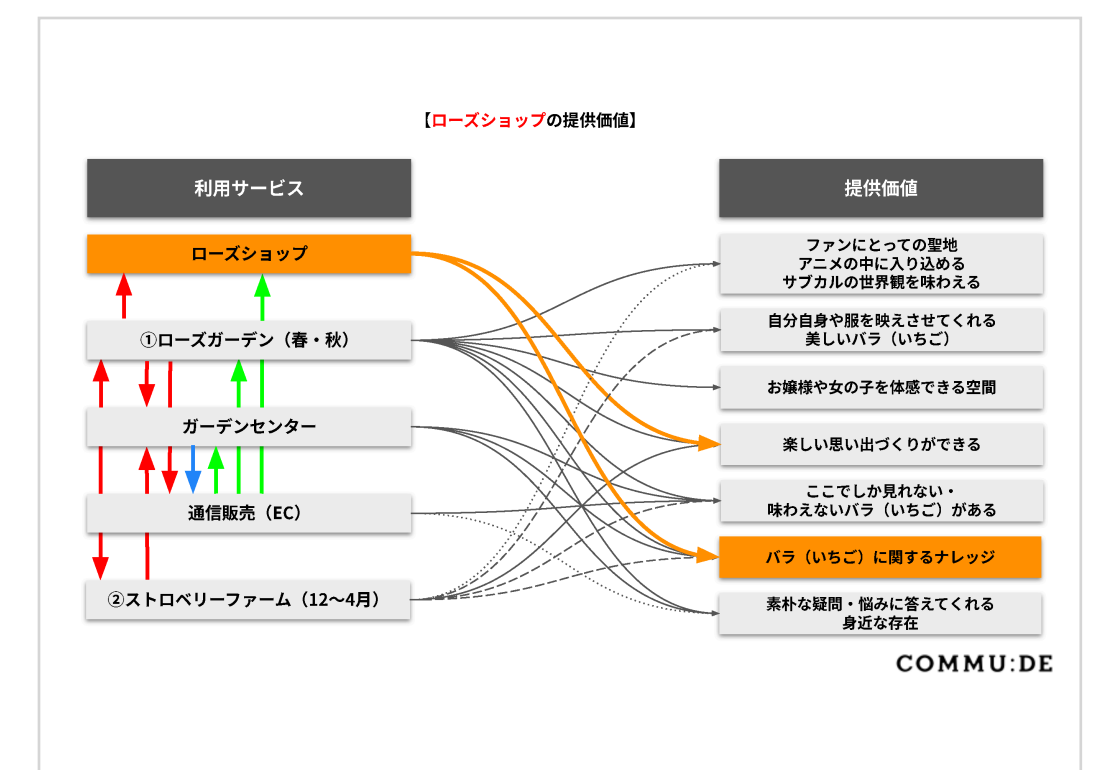 【ローズショップの提供価値】
利用サービス
ローズショップ
①ローズガーデン（春・秋）
ガーデンセンター
通信販売（EC）
②ストロベリーファーム（12〜4月）
提供価値
ファンにとっての聖地
アニメの中に入り込める
サブカルの世界観を味わえる
自分自身や服を映えさせてくれる
美しいバラ（いちご）
お嬢様や女の子を体感できる空間
楽しい思い出づくりができる
ここでしか見れない・
味わえないバラ（いちご）がある
バラ（いちご）に関するナレッジ
素朴な疑問・悩みに答えてくれる
身近な存在
COMMU:DE